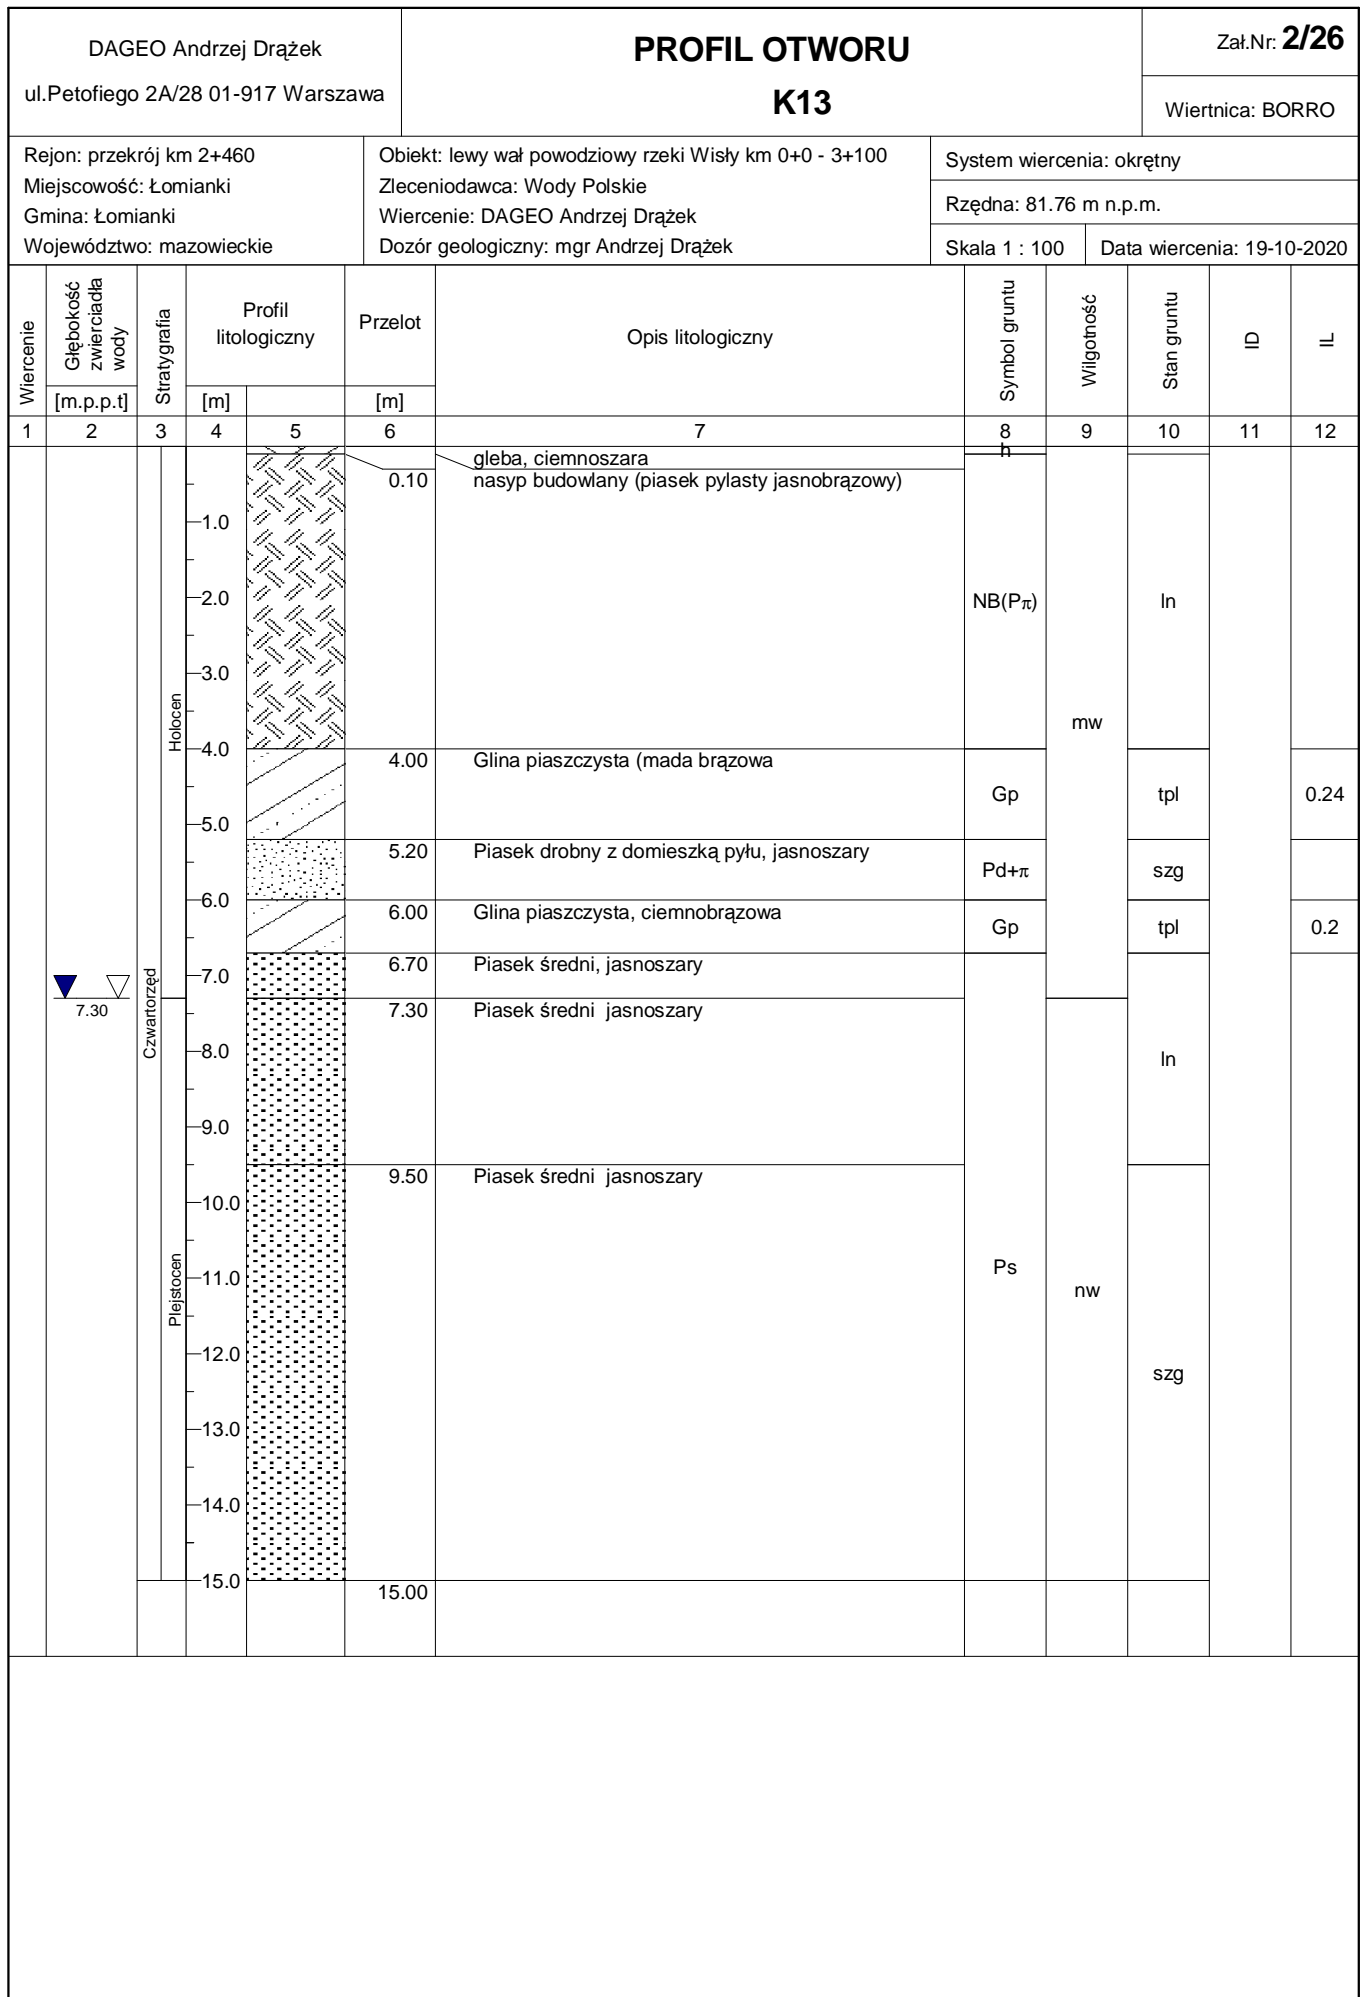 DAGEO Andrzej Drążek
ul.Petofiego 2A/28 01-917 Warszawa
PROFIL OTWORU
K13
Zał.Nr: 2/26
Wiertnica: BORRO
Rejon: przekrój km 2+460
Miejscowość: Łomianki
Gmina: Łomianki
Województwo: mazowieckie
Obiekt: lewy wał powodziowy rzeki Wisły km 0+0 - 3+100
Zleceniodawca: Wody Polskie
Wiercenie: DAGEO Andrzej Drążek
Dozór geologiczny: mgr Andrzej Drążek
System wiercenia: okrętny
Rzędna: 81.76 m n.p.m.
Skala 1 : 100
Data wiercenia: 19-10-2020
Wiercenie
Głębokość
zwierciadła
wody
[m.p.p.t]
Stratygrafia
Profil
litologiczny
[m]
Przelot
[m]
Opis litologiczny
Symbol gruntu
Wilgotność
Stan gruntu
ID
IL
1 2 3 4 5 6 7 8 9 10 11 12
gleba, ciemnoszara
h
0.10 nasyp budowlany (piasek pylasty jasnobrązowy)
1.0
2.0
NB(Pπ)
ln
3.0
Holocen
mw
4.0
4.00 Glina piaszczysta (mada brązowa
Gp
tpl
0.24
5.0
5.20 Piasek drobny z domieszką pyłu, jasnoszary
Pd+π
szg
6.0
6.00 Glina piaszczysta, ciemnobrązowa
Gp
tpl
0.2
6.70 Piasek średni, jasnoszary
7.0
7.30
Czwartorzęd
7.30 Piasek średni jasnoszary
8.0
ln
9.0
9.50 Piasek średni jasnoszary
10.0
Plejstocen
11.0
Ps
nw
12.0
szg
13.0
14.0
15.0
15.00